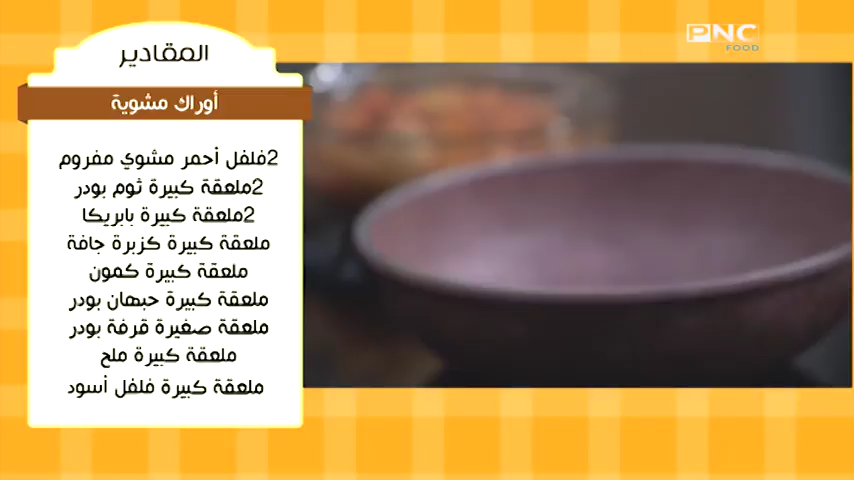 المقادير
أوراك مشوية
2فلفل أحمر مشوي مفروم
2ملعقة كبيرة ثوم بودر
2ملعقة كبيرة بابريكا
ملعقة كبيرة كزبرة جافة
ملعقة كبيرة كمون
ملعقة كبيرة حبهان بودر
ملعقة صغيرة قرفة بودر
ملعقة كبيرة ملح
ملعقة كبيرة فلفل أسود
PNC
FOOD